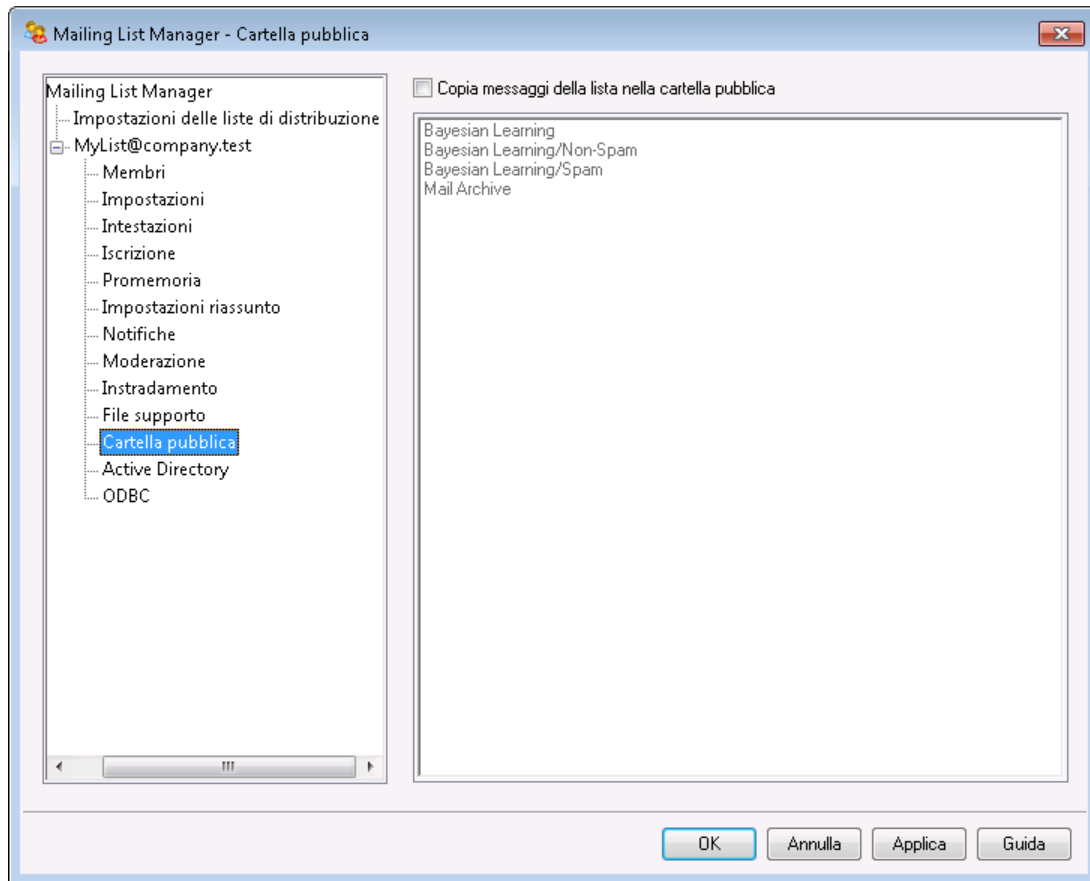 Mailing List Manager - Cartella pubblica
Mailing List Manager
Impostazioni delle liste di distribuzione
MyList@company.test
Membri
Impostazioni
Intestazioni
Iscrizione
Promemoria
Impostazioni riassunto
Notifiche
Moderazione
Instradamento
File supporto
Cartella pubblica
Active Directory
ODBC
Copia messaggi della lista nella cartella pubblica
Bayesian Learning
Bayesian Learning/Non-Spam
Bayesian Learning/Spam
Mail Archive
OK
Annulla
Applica
Guida